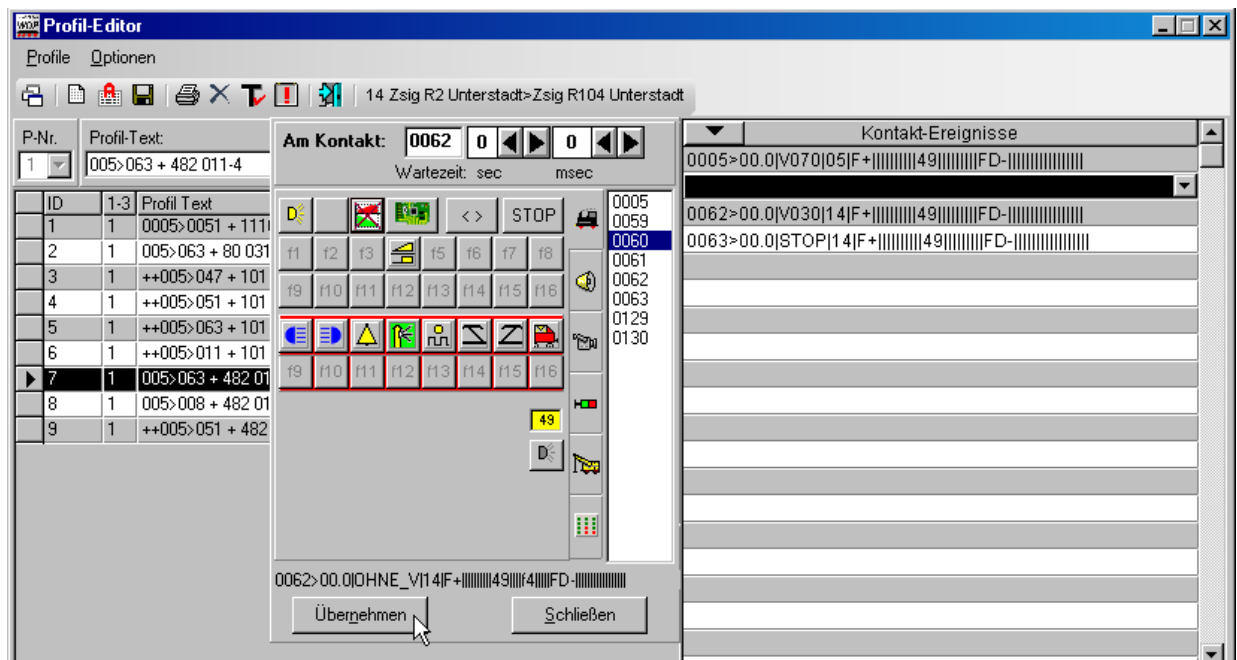 WDP Profil-Editor
Profile Optionen
14 Zsig R2 Unterstadt>Zsig R104 Unterstadt
P-Nr. Profil-Text:
1 005>063 + 482 011-4
ID 1-3 Profil Text
1 1 0005>0051 + 111
2 1 005>063 + 80 031
3 1 ++005>047 + 101
4 1 ++005>051 + 101
5 1 ++005>063 + 101
6 1 ++005>011 + 101
7 1 005>063 + 482 01
8 1 005>008 + 482 01
9 1 ++005>051 + 482
Am Kontakt: 0062 0 0
Wartezeit: sec msec
< > STOP
f1 f2 f3 f5 f6 f7 f8
f9 f10 f11 f12 f13 f14 f15 f16
f9 f10 f11 f12 f13 f14 f15 f16
49
0005
0059
0060
0061
0062
0063
0129
0130
0062>00.0|OHNE_V|14|F+|||||||||49|||||f4|||||FD-||||||||||||||||
Übernehmen Schließen
Kontakt-Ereignisse
0005>00.0|V070|05|F+||||||||||49|||||||||FD-||||||||||||||||
0062>00.0|V030|14|F+||||||||||49|||||||||FD-||||||||||||||||
0063>00.0|STOP|14|F+||||||||||49|||||||||FD-||||||||||||||||